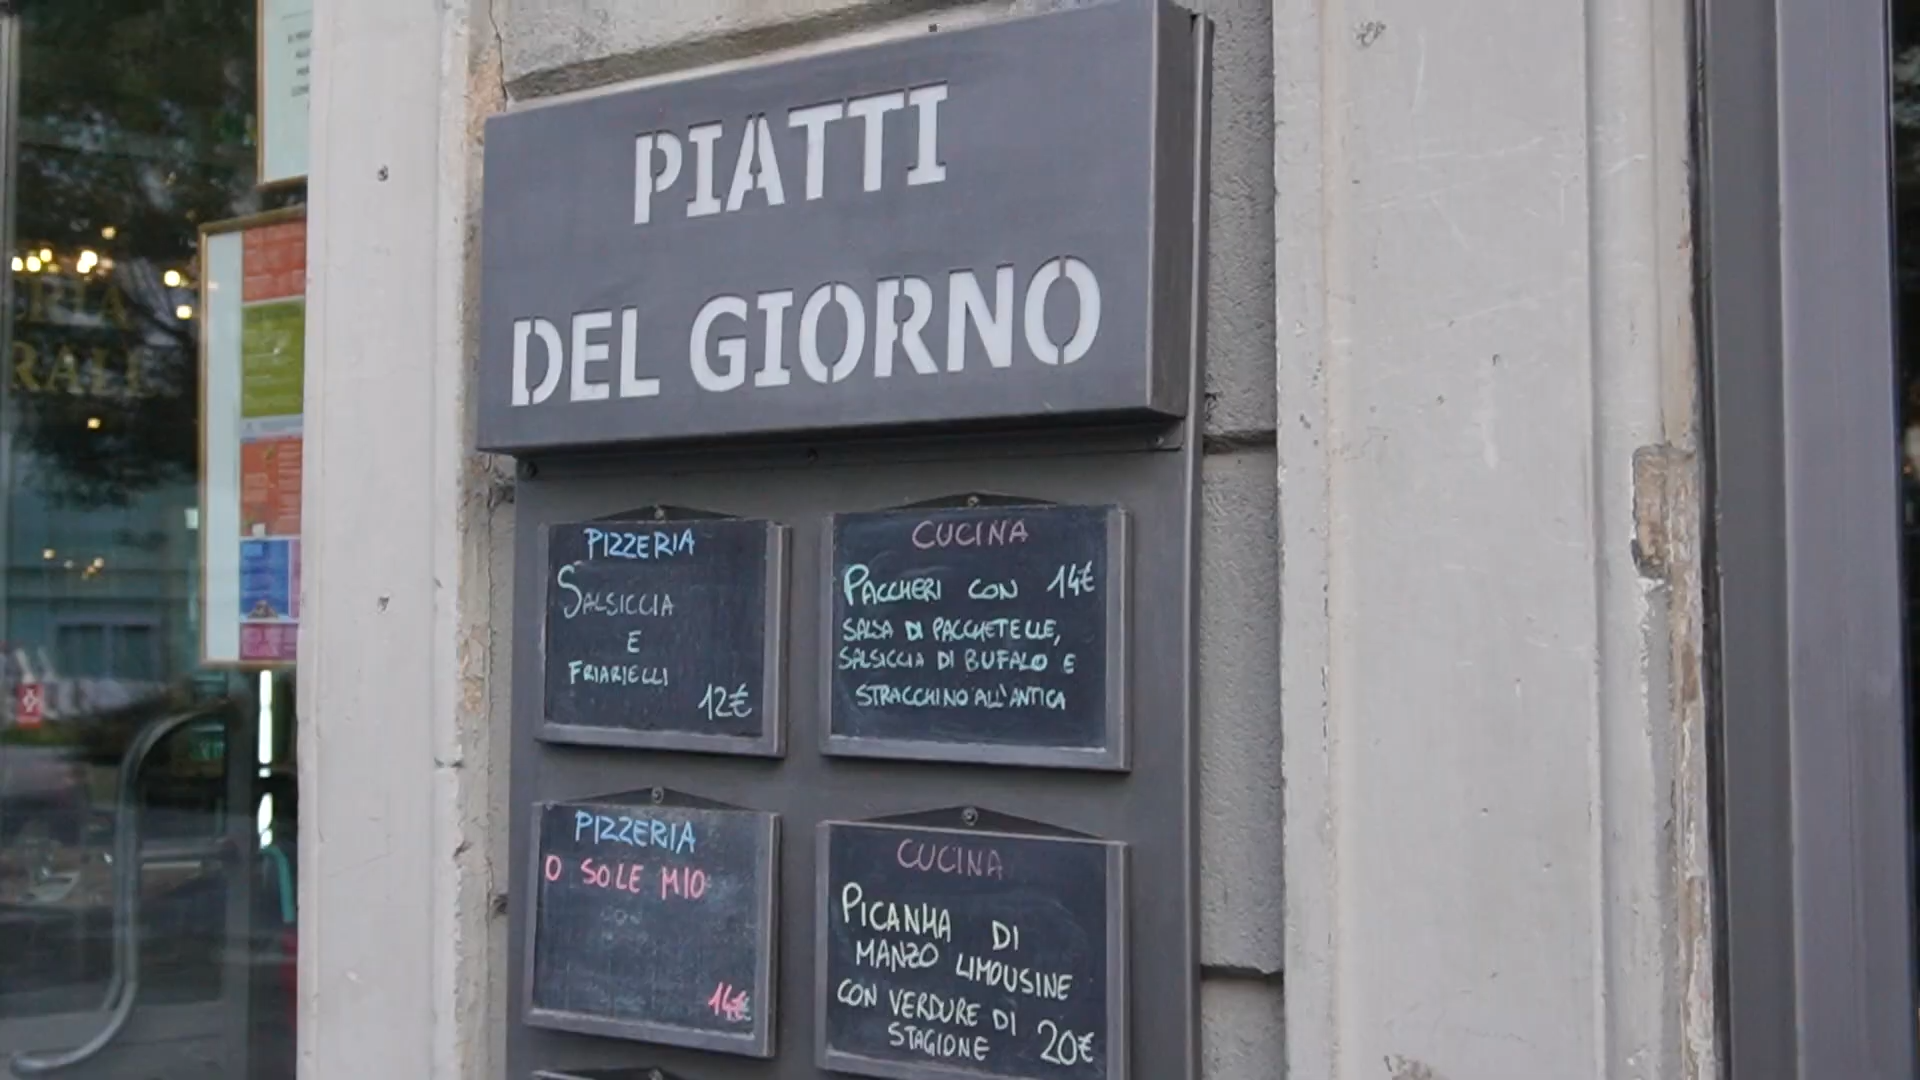 PIATTI
DEL GIORNO
PIZZERIA
SALSICCIA
E
FRIARIELLI
12€
CUCINA
PACCHERI CON 14€
SALSA DI PACCHETELLE,
SALSICCIA DI BUFALO E
STRACCHINO ALL'ANTICA
PIZZERIA
O SOLE MIO
14€
CUCINA
PICANHA DI
MANZO LIMOUSINE
CON VERDURE DI
STAGIONE 20€